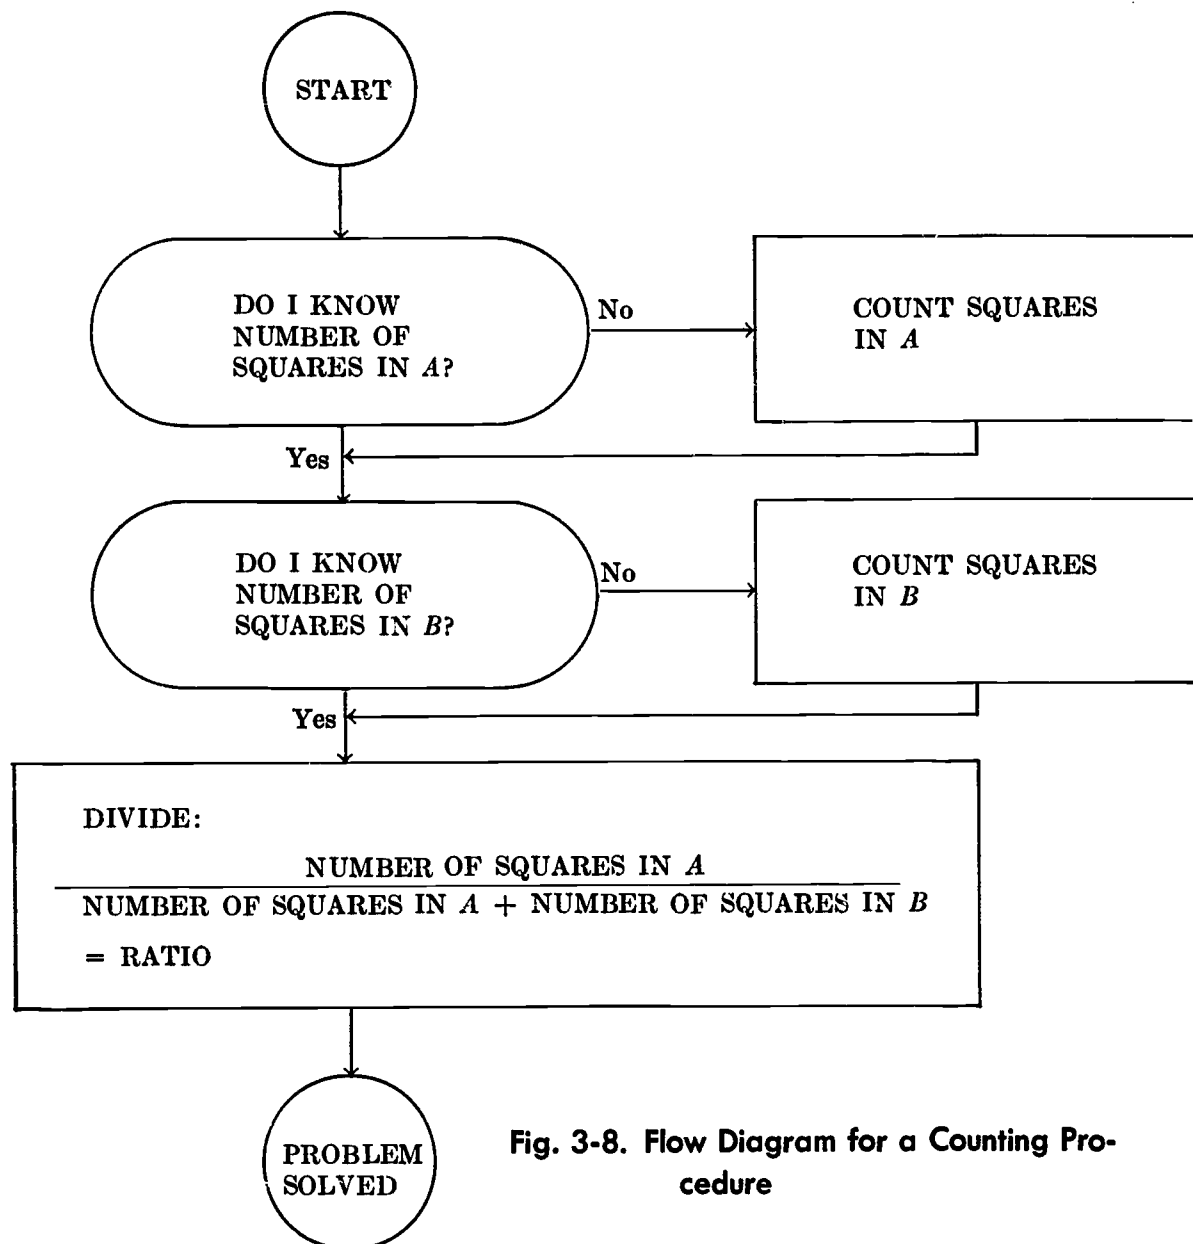 START
DO I KNOW
NUMBER OF
SQUARES IN A?
No
COUNT SQUARES
IN A
Yes
DO I KNOW
NUMBER OF
SQUARES IN B?
No
COUNT SQUARES
IN B
Yes
DIVIDE:
NUMBER OF SQUARES IN A
NUMBER OF SQUARES IN A + NUMBER OF SQUARES IN B
= RATIO
PROBLEM
SOLVED
Fig. 3-8. Flow Diagram for a Counting Pro-
cedure